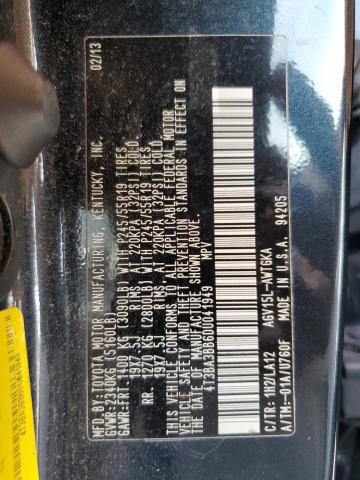 MFD. BY: TOYOTA MOTOR MANUFACTURING, KENTUCKY, INC.
02/13
GVWR: 2340KG (5160LB)
GAWR: FRT. 1400 KG (3090LB) WITH P245/55R19 TIRES,
19X7.5J RIMS, AT 220KPA (32PSI) COLD.
RR. 1270 KG (2800LB) WITH P245/55R19 TIRES,
19X7.5J RIMS, AT 220KPA (32PSI) COLD.
THIS VEHICLE CONFORMS TO ALL APPLICABLE FEDERAL MOTOR
VEHICLE SAFETY AND THEFT PREVENTION STANDARDS IN
EFFECT ON THE DATE OF MANUFACTURE SHOWN ABOVE.
4T3BA3BB6DU041949
MPV
C/TR: 1H2/LA12
AGV15L-AWTGKA
A/TM: -01A/U760F
U.S.A.
94205
4T3BA3BB6DU041949